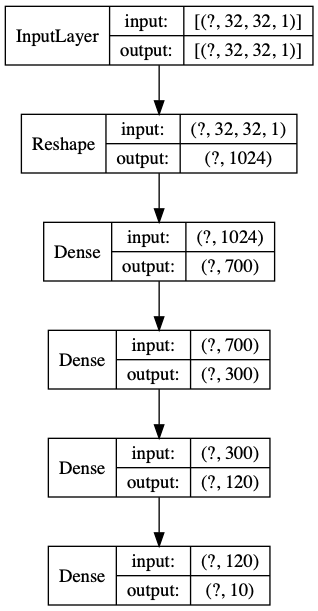 InputLayer
input: [(?, 32, 32, 1)]
output: [(?, 32, 32, 1)]
Reshape
input: (?, 32, 32, 1)
output: (?, 1024)
Dense
input: (?, 1024)
output: (?, 700)
Dense
input: (?, 700)
output: (?, 300)
Dense
input: (?, 300)
output: (?, 120)
Dense
input: (?, 120)
output: (?, 10)